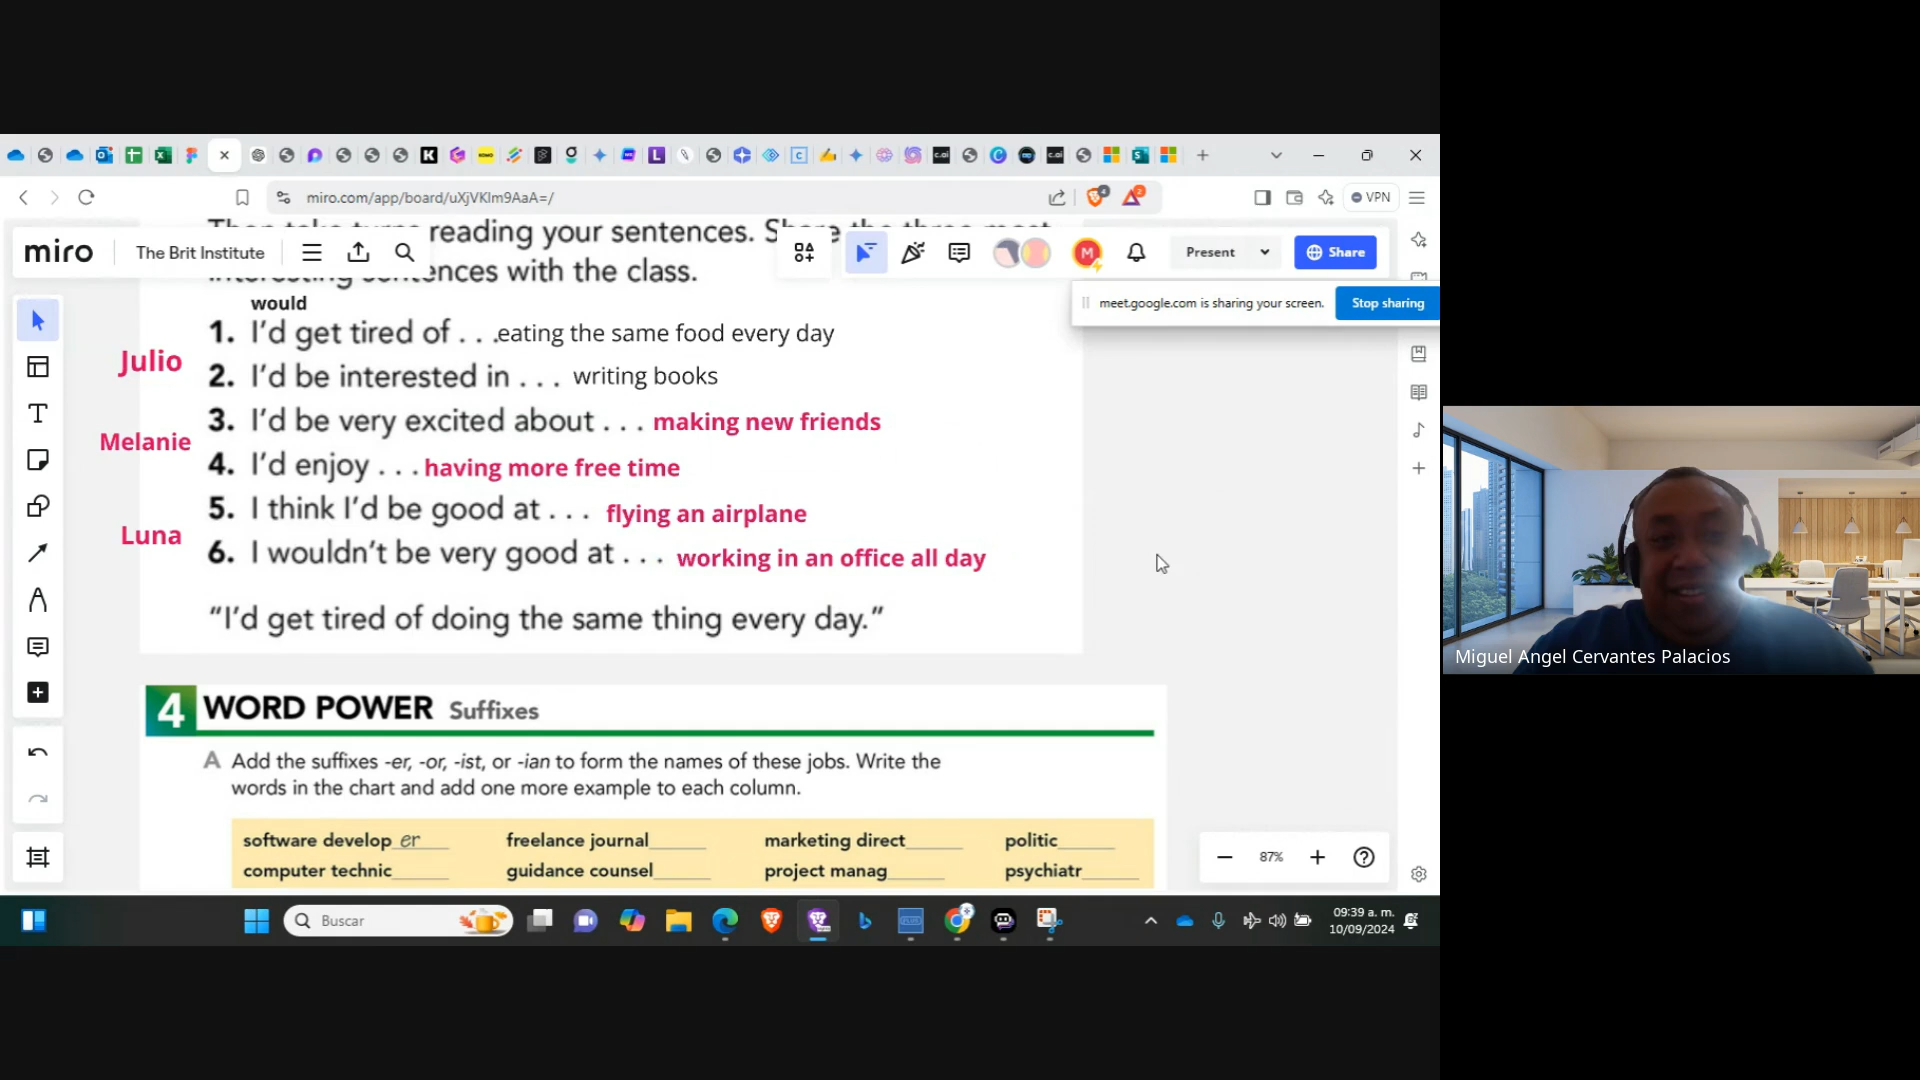 miro.com/app/board/uXjVKlm9AaA=/
VPN
reading your sentences. Share the three most
sentences with the class.
miro
The Brit Institute
M
Present
Share
meet.google.com is sharing your screen.
Stop sharing
would
1. I'd get tired of . . .eating the same food every day
Julio
2. I'd be interested in . . . writing books
3. I'd be very excited about . . . making new friends
Melanie
4. I'd enjoy . . . having more free time
5. I think I'd be good at . . . flying an airplane
Luna
6. I wouldn't be very good at . . . working in an office all day
"I'd get tired of doing the same thing every day."
4 WORD POWER Suffixes
A Add the suffixes -er, -or, -ist, or -ian to form the names of these jobs. Write the
words in the chart and add one more example to each column.
software develop er freelance journal marketing direct politic
computer technic guidance counsel project manag psychiatr
87%
Miguel Angel Cervantes Palacios
Buscar
09:39 a. m.
10/09/2024